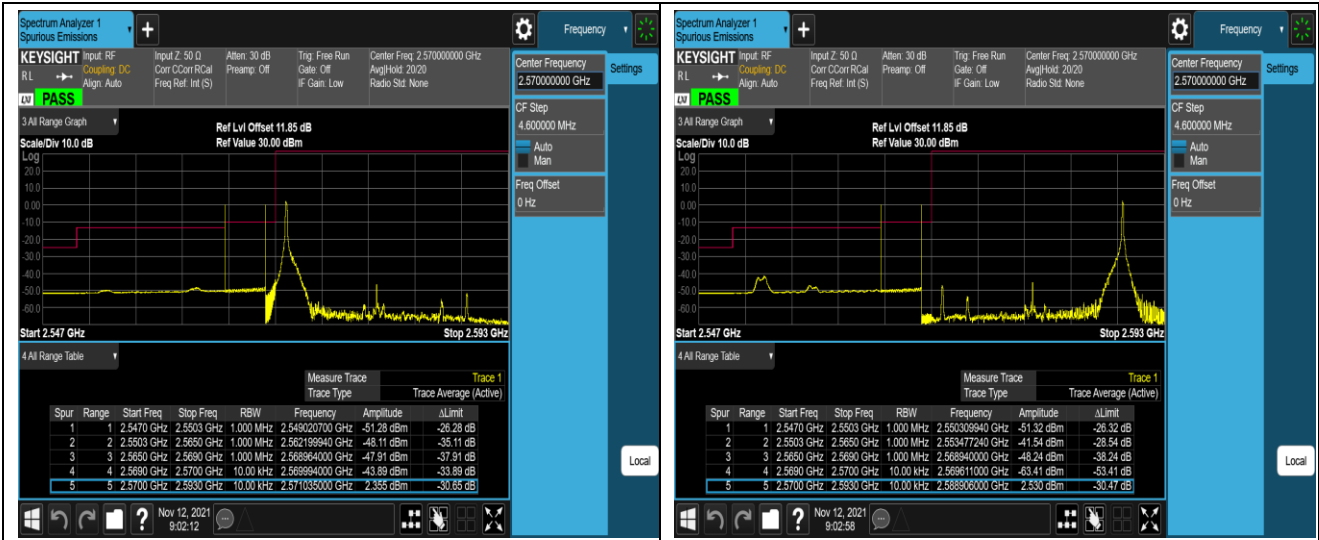 Spectrum Analyzer 1
Spurious Emissions
+
Frequency
KEYSIGHT Input: RF Input Z: 50 Ω Atten: 30 dB Trig: Free Run Center Freq: 2.570000000 GHz
RL Coupling: DC Corr CCorr RCal Preamp: Off Gate: Off Avg|Hold: 20/20
Align: Auto Freq Ref: Int (S) IF Gain: Low Radio Std: None
LXI PASS
3 All Range Graph
Ref Lvl Offset 11.85 dB
Scale/Div 10.0 dB Ref Value 30.00 dBm
Log
20.0
10.0
0.00
-10.0
-20.0
-30.0
-40.0
-50.0
-60.0
Start 2.547 GHz Stop 2.593 GHz
4 All Range Table
Measure Trace Trace 1
Trace Type Trace Average (Active)
Spur Range Start Freq Stop Freq RBW Frequency Amplitude ΔLimit
1 1 2.5470 GHz 2.5503 GHz 1.000 MHz 2.549020700 GHz -51.28 dBm -26.28 dB
2 2 2.5503 GHz 2.5650 GHz 1.000 MHz 2.562199940 GHz -48.11 dBm -35.11 dB
3 3 2.5650 GHz 2.5690 GHz 1.000 MHz 2.568964000 GHz -47.91 dBm -37.91 dB
4 4 2.5690 GHz 2.5700 GHz 10.00 kHz 2.569994000 GHz -43.89 dBm -33.89 dB
5 5 2.5700 GHz 2.5930 GHz 10.00 kHz 2.571035000 GHz 2.355 dBm -30.65 dB
Center Frequency
2.570000000 GHz
Settings
CF Step
4.600000 MHz
Auto
Man
Freq Offset
0 Hz
Local
?
Nov 12, 2021
9:02:12
Spectrum Analyzer 1
Spurious Emissions
+
Frequency
KEYSIGHT Input: RF Input Z: 50 Ω Atten: 30 dB Trig: Free Run Center Freq: 2.570000000 GHz
RL Coupling: DC Corr CCorr RCal Preamp: Off Gate: Off Avg|Hold: 20/20
Align: Auto Freq Ref: Int (S) IF Gain: Low Radio Std: None
LXI PASS
3 All Range Graph
Ref Lvl Offset 11.85 dB
Scale/Div 10.0 dB Ref Value 30.00 dBm
Log
20.0
10.0
0.00
-10.0
-20.0
-30.0
-40.0
-50.0
-60.0
Start 2.547 GHz Stop 2.593 GHz
4 All Range Table
Measure Trace Trace 1
Trace Type Trace Average (Active)
Spur Range Start Freq Stop Freq RBW Frequency Amplitude ΔLimit
1 1 2.5470 GHz 2.5503 GHz 1.000 MHz 2.550309940 GHz -51.32 dBm -26.32 dB
2 2 2.5503 GHz 2.5650 GHz 1.000 MHz 2.553477240 GHz -41.54 dBm -28.54 dB
3 3 2.5650 GHz 2.5690 GHz 1.000 MHz 2.568940000 GHz -48.24 dBm -38.24 dB
4 4 2.5690 GHz 2.5700 GHz 10.00 kHz 2.569611000 GHz -63.41 dBm -53.41 dB
5 5 2.5700 GHz 2.5930 GHz 10.00 kHz 2.588906000 GHz 2.530 dBm -30.47 dB
Center Frequency
2.570000000 GHz
Settings
CF Step
4.600000 MHz
Auto
Man
Freq Offset
0 Hz
Local
?
Nov 12, 2021
9:02:58